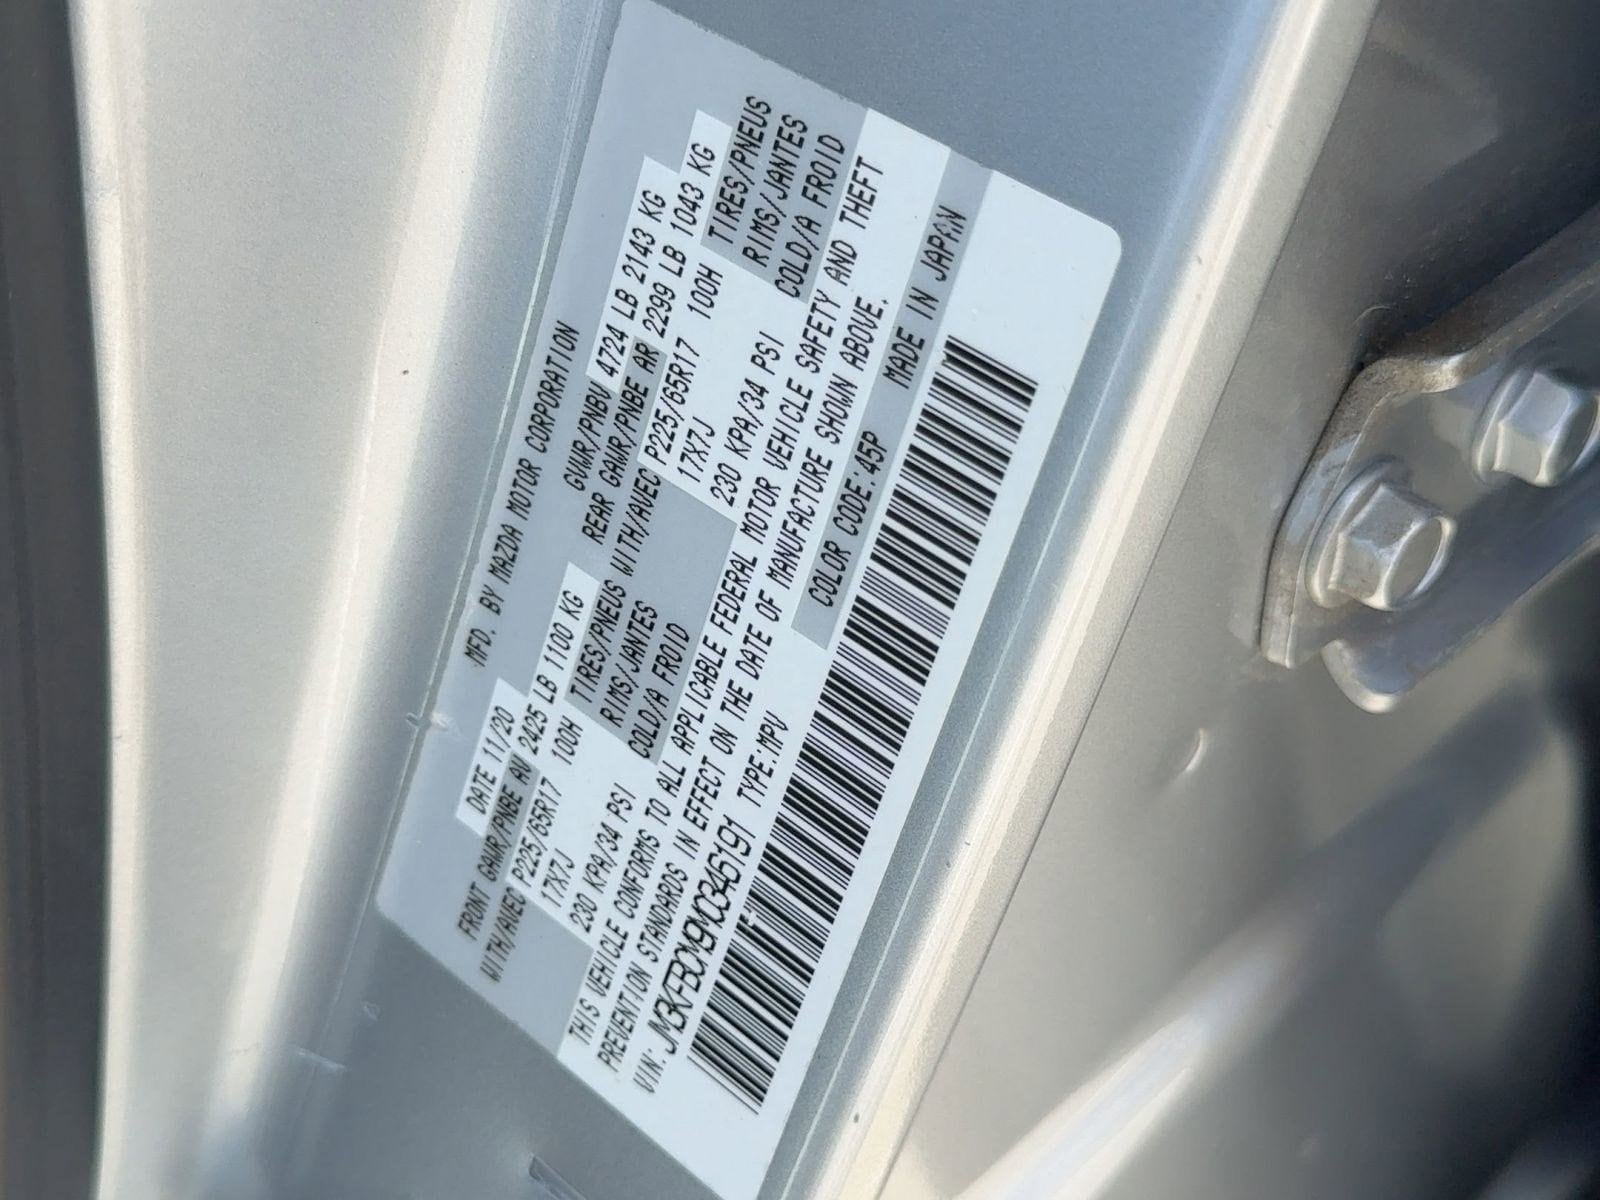 MFD. BY MAZDA MOTOR CORPORATION
DATE 11/20 GVWR/PNBV 4724 LB 2143 KG
FRONT GAWR/PNBE AV 2425 LB 1100 KG REAR GAWR/PNBE AR 2299 LB 1043 KG
WITH/AVEC P225/65R17 100H TIRES/PNEUS WITH/AVEC P225/65R17 100H TIRES/PNEUS
17X7J RIMS/JANTES 17X7J RIMS/JANTES
230 KPA/34 PSI COLD/A FROID 230 KPA/34 PSI COLD/A FROID
THIS VEHICLE CONFORMS TO ALL APPLICABLE FEDERAL MOTOR VEHICLE SAFETY AND THEFT
PREVENTION STANDARDS IN EFFECT ON THE DATE OF MANUFACTURE SHOWN ABOVE.
VIN: JM3KFBCM9M0346191 TYPE:MPV COLOR CODE:45P MADE IN JAPAN